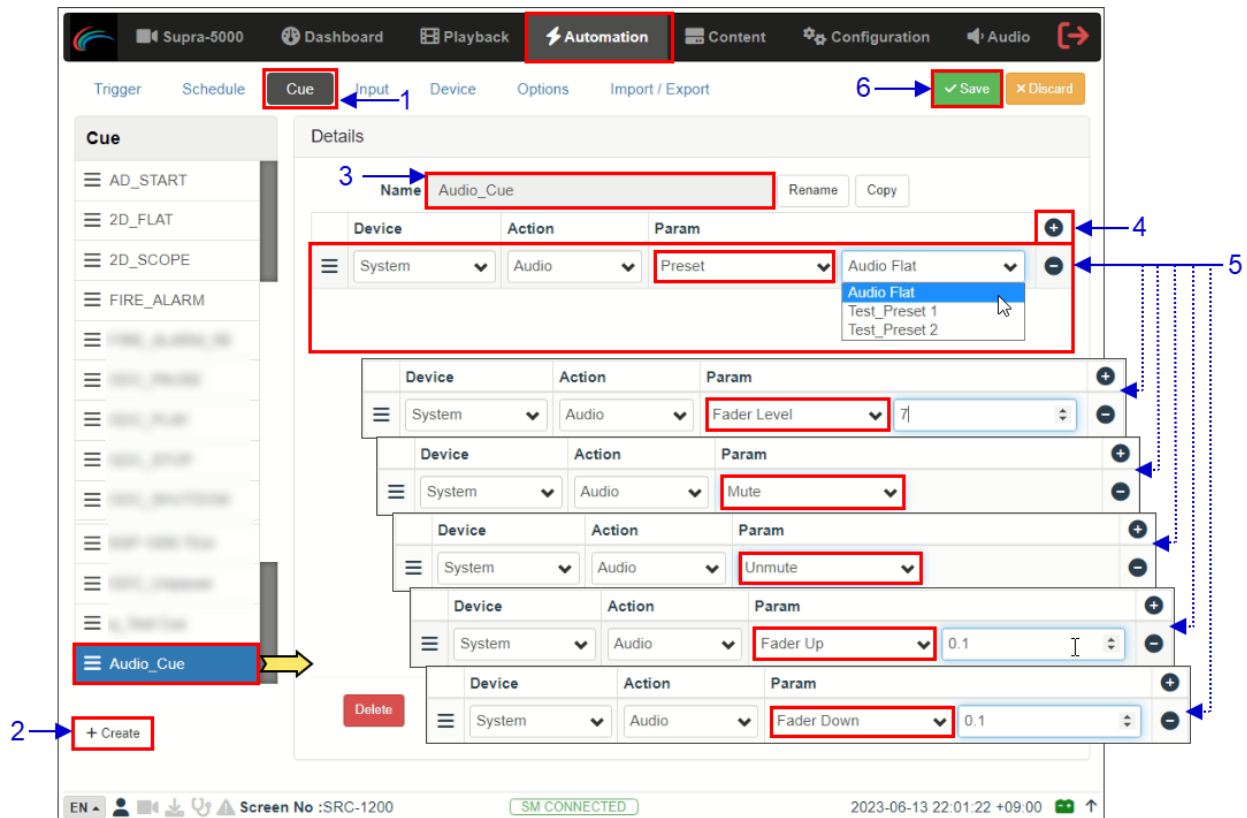 Supra-5000 Dashboard Playback Automation Content Configuration Audio
Trigger Schedule Cue Input Device Options Import / Export 6 Save Discard
1
Cue
Details
AD_START
3
Name Audio_Cue Rename Copy
2D_FLAT
Device Action Param 4
2D_SCOPE
System Audio Preset Audio Flat 5
Audio Flat
FIRE_ALARM
Test_Preset 1
Test_Preset 2
Device Action Param
System Audio Fader Level 7
Device Action Param
System Audio Mute
Device Action Param
System Audio Unmute
Device Action Param
System Audio Fader Up 0.1
Audio_Cue
Device Action Param
Delete
System Audio Fader Down 0.1
2 + Create
EN Screen No :SRC-1200 SM CONNECTED 2023-06-13 22:01:22 +09:00